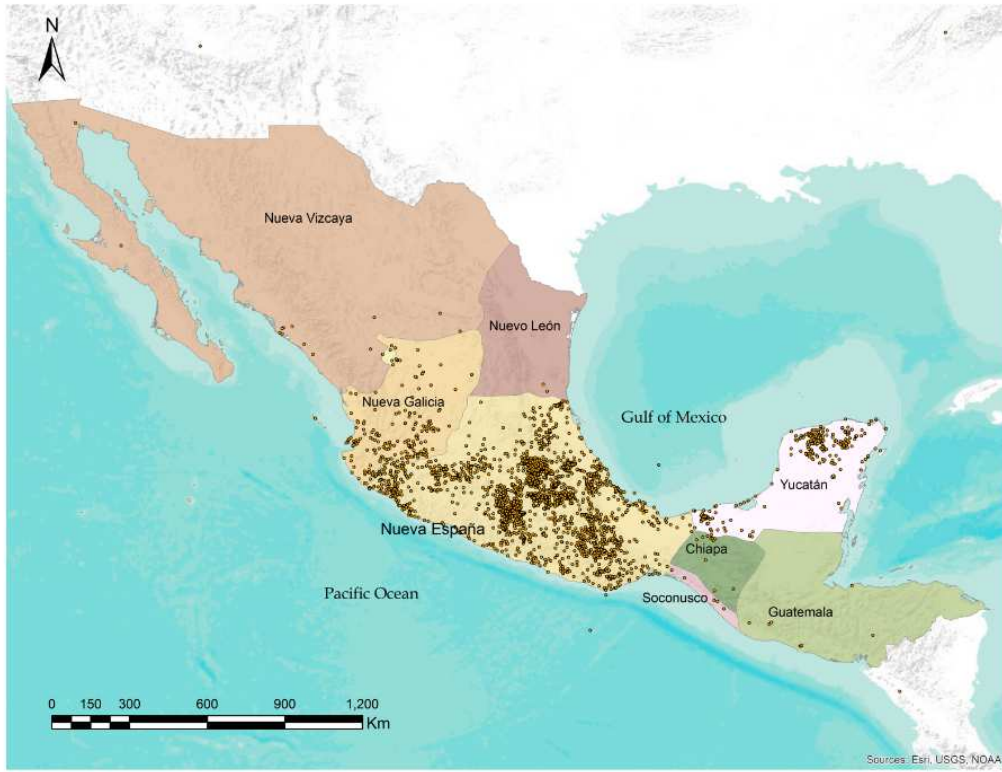 N
Nueva Vizcaya
Nuevo León
Nueva Galicia
Gulf of Mexico
Yucatán
Nueva España
Chiapa
Pacific Ocean
Soconusco
Guatemala
0 150 300 600 900 1,200
Km
Sources: Esri, USGS, NOAA